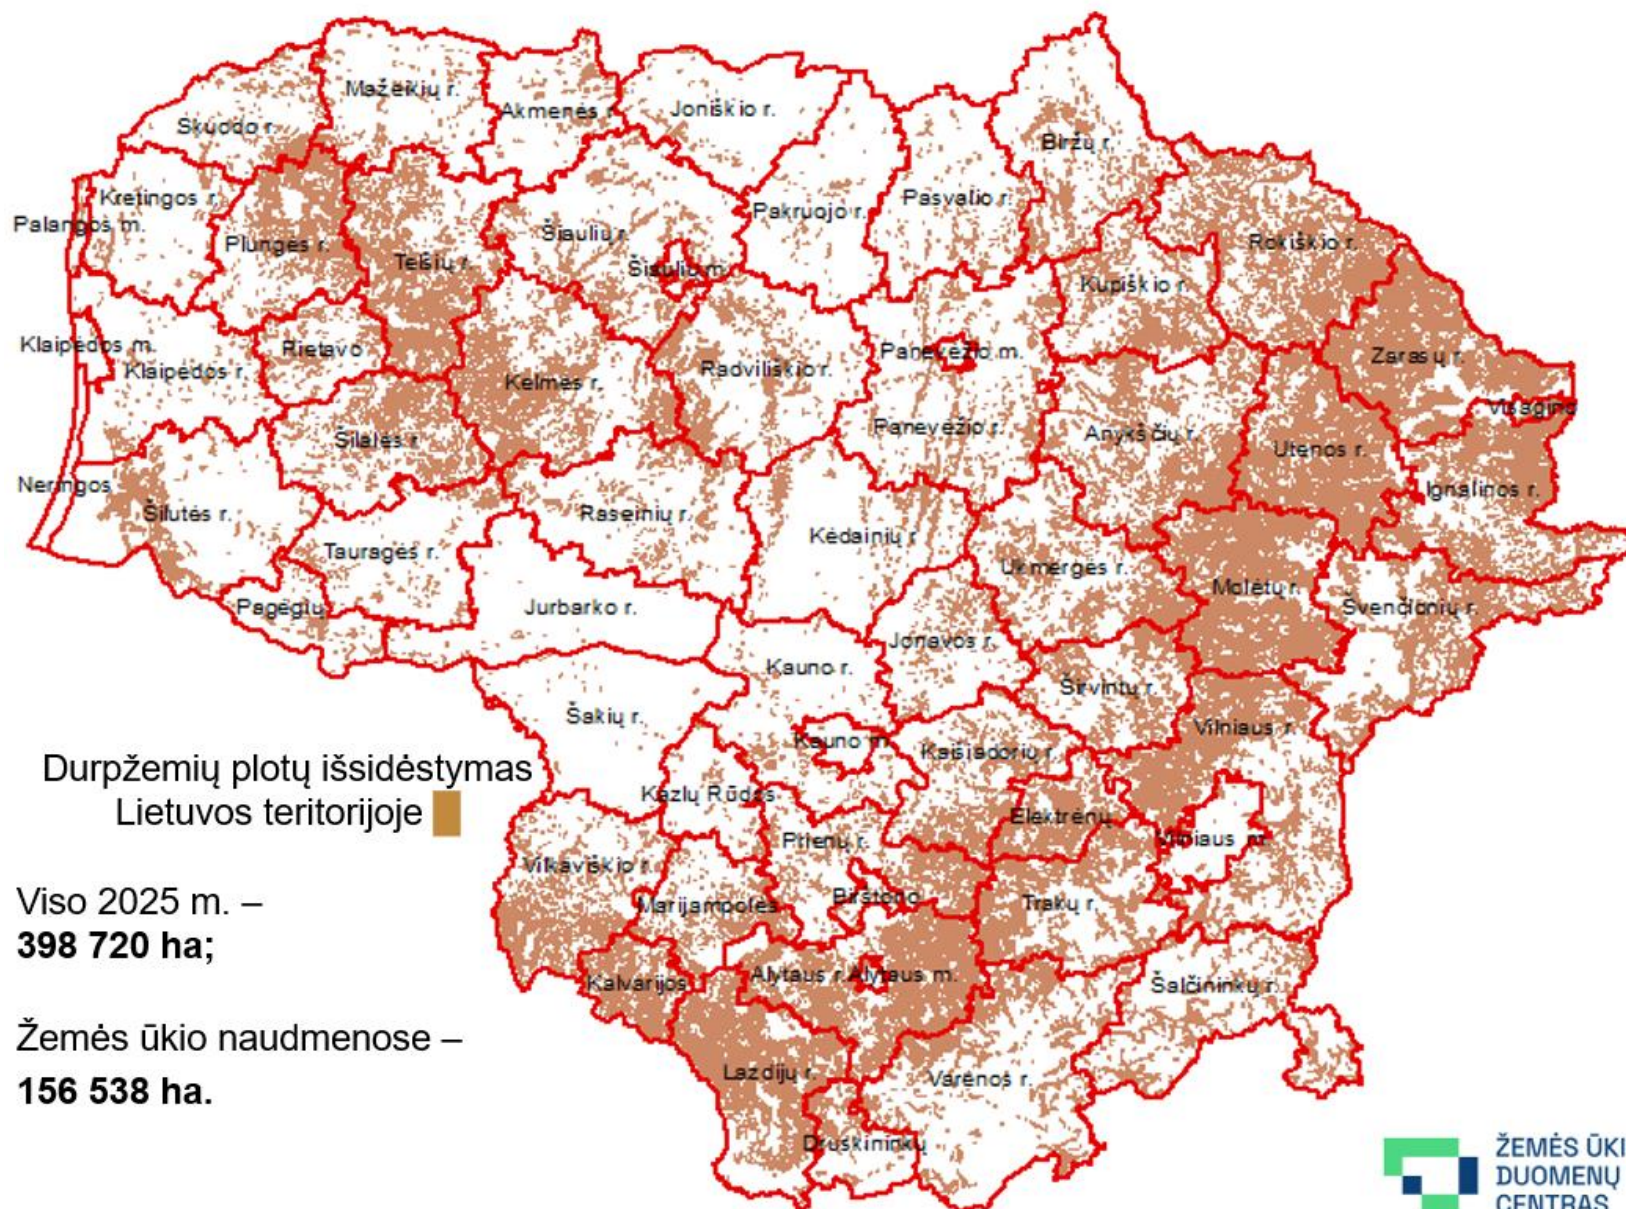 Mažeikių r.
Akmenės r.
Joniškio r.
Skuodo r.
Biržų r.
Kretingos r.
Palangos m.
Pasvalio r.
Pakruojo r.
Plungės r.
Šiaulių r.
Rokiškio r.
Telšių r.
Šiaulių m.
Kupiškio r.
Klaipėdos m.
Rietavo
Panevėžio m.
Zarasų r.
Klaipėdos r.
Radviliškio r.
Kelmės r.
Visagino
Šilalės r.
Panevėžio r.
Anykščių r.
Utenos r.
Neringos
Ignalinos r.
Šilutės r.
Raseinių r.
Kėdainių r
Tauragės r.
Ukmergės r.
Molėtų r.
Pagėgių
Jurbarko r.
Švenčionių r.
Jonavos r.
Kauno r.
Širvintų r.
Šakių r.
Vilniaus r.
Kauno m
Kaišiadorių r.
Durpžemių plotų išsidėstymas
Lietuvos teritorijoje
Kazlų Rūdos
Elektrėnų
Prienų r.
Vilniaus m.
Vilkaviškio r.
Viso 2025 m. –
398 720 ha;
Marijampolės
Birštono
Trakų r.
Kalvarijos
Alytaus r.
Alytaus m.
Šalčininkų r.
Žemės ūkio naudmenose –
156 538 ha.
Lazdijų r.
Varėnos r.
Druskininkų
ŽEMĖS ŪKI
DUOMENŲ
CENTRAS